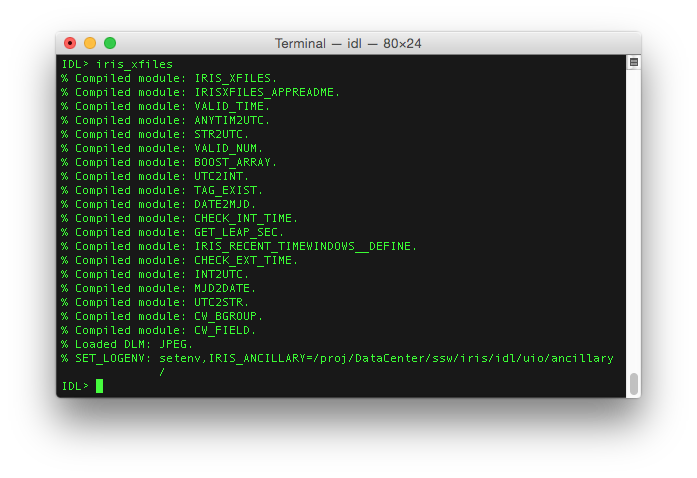 Terminal — idl — 80×24
IDL> iris_xfiles
% Compiled module: IRIS_XFILES.
% Compiled module: IRISXFILES_APPREADME.
% Compiled module: VALID_TIME.
% Compiled module: ANYTIM2UTC.
% Compiled module: STR2UTC.
% Compiled module: VALID_NUM.
% Compiled module: BOOST_ARRAY.
% Compiled module: UTC2INT.
% Compiled module: TAG_EXIST.
% Compiled module: DATE2MJD.
% Compiled module: CHECK_INT_TIME.
% Compiled module: GET_LEAP_SEC.
% Compiled module: IRIS_RECENT_TIMEWINDOWS__DEFINE.
% Compiled module: CHECK_EXT_TIME.
% Compiled module: INT2UTC.
% Compiled module: MJD2DATE.
% Compiled module: UTC2STR.
% Compiled module: CW_BGROUP.
% Compiled module: CW_FIELD.
% Loaded DLM: JPEG.
% SET_LOGENV: setenv,IRIS_ANCILLARY=/proj/DataCenter/ssw/iris/idl/uio/ancillary
/
IDL>